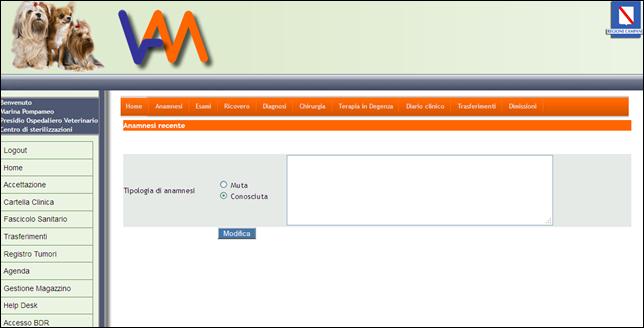 VAM
REGIONE CAMPANIA
Benvenuto
Marina Pompameo
Presidio Ospedaliero Veterinario
Centro di sterilizzazioni
Home Anamnesi Esami Ricovero Diagnosi Chirurgia Terapia in Degenza Diario clinico Trasferimenti Dimissioni
Anamnesi recente
Logout
Home
Accettazione
Cartella Clinica
Fascicolo Sanitario
Trasferimenti
Registro Tumori
Agenda
Gestione Magazzino
Help Desk
Accesso BDR
Tipologia di anamnesi
Muta
Conosciuta
Modifica